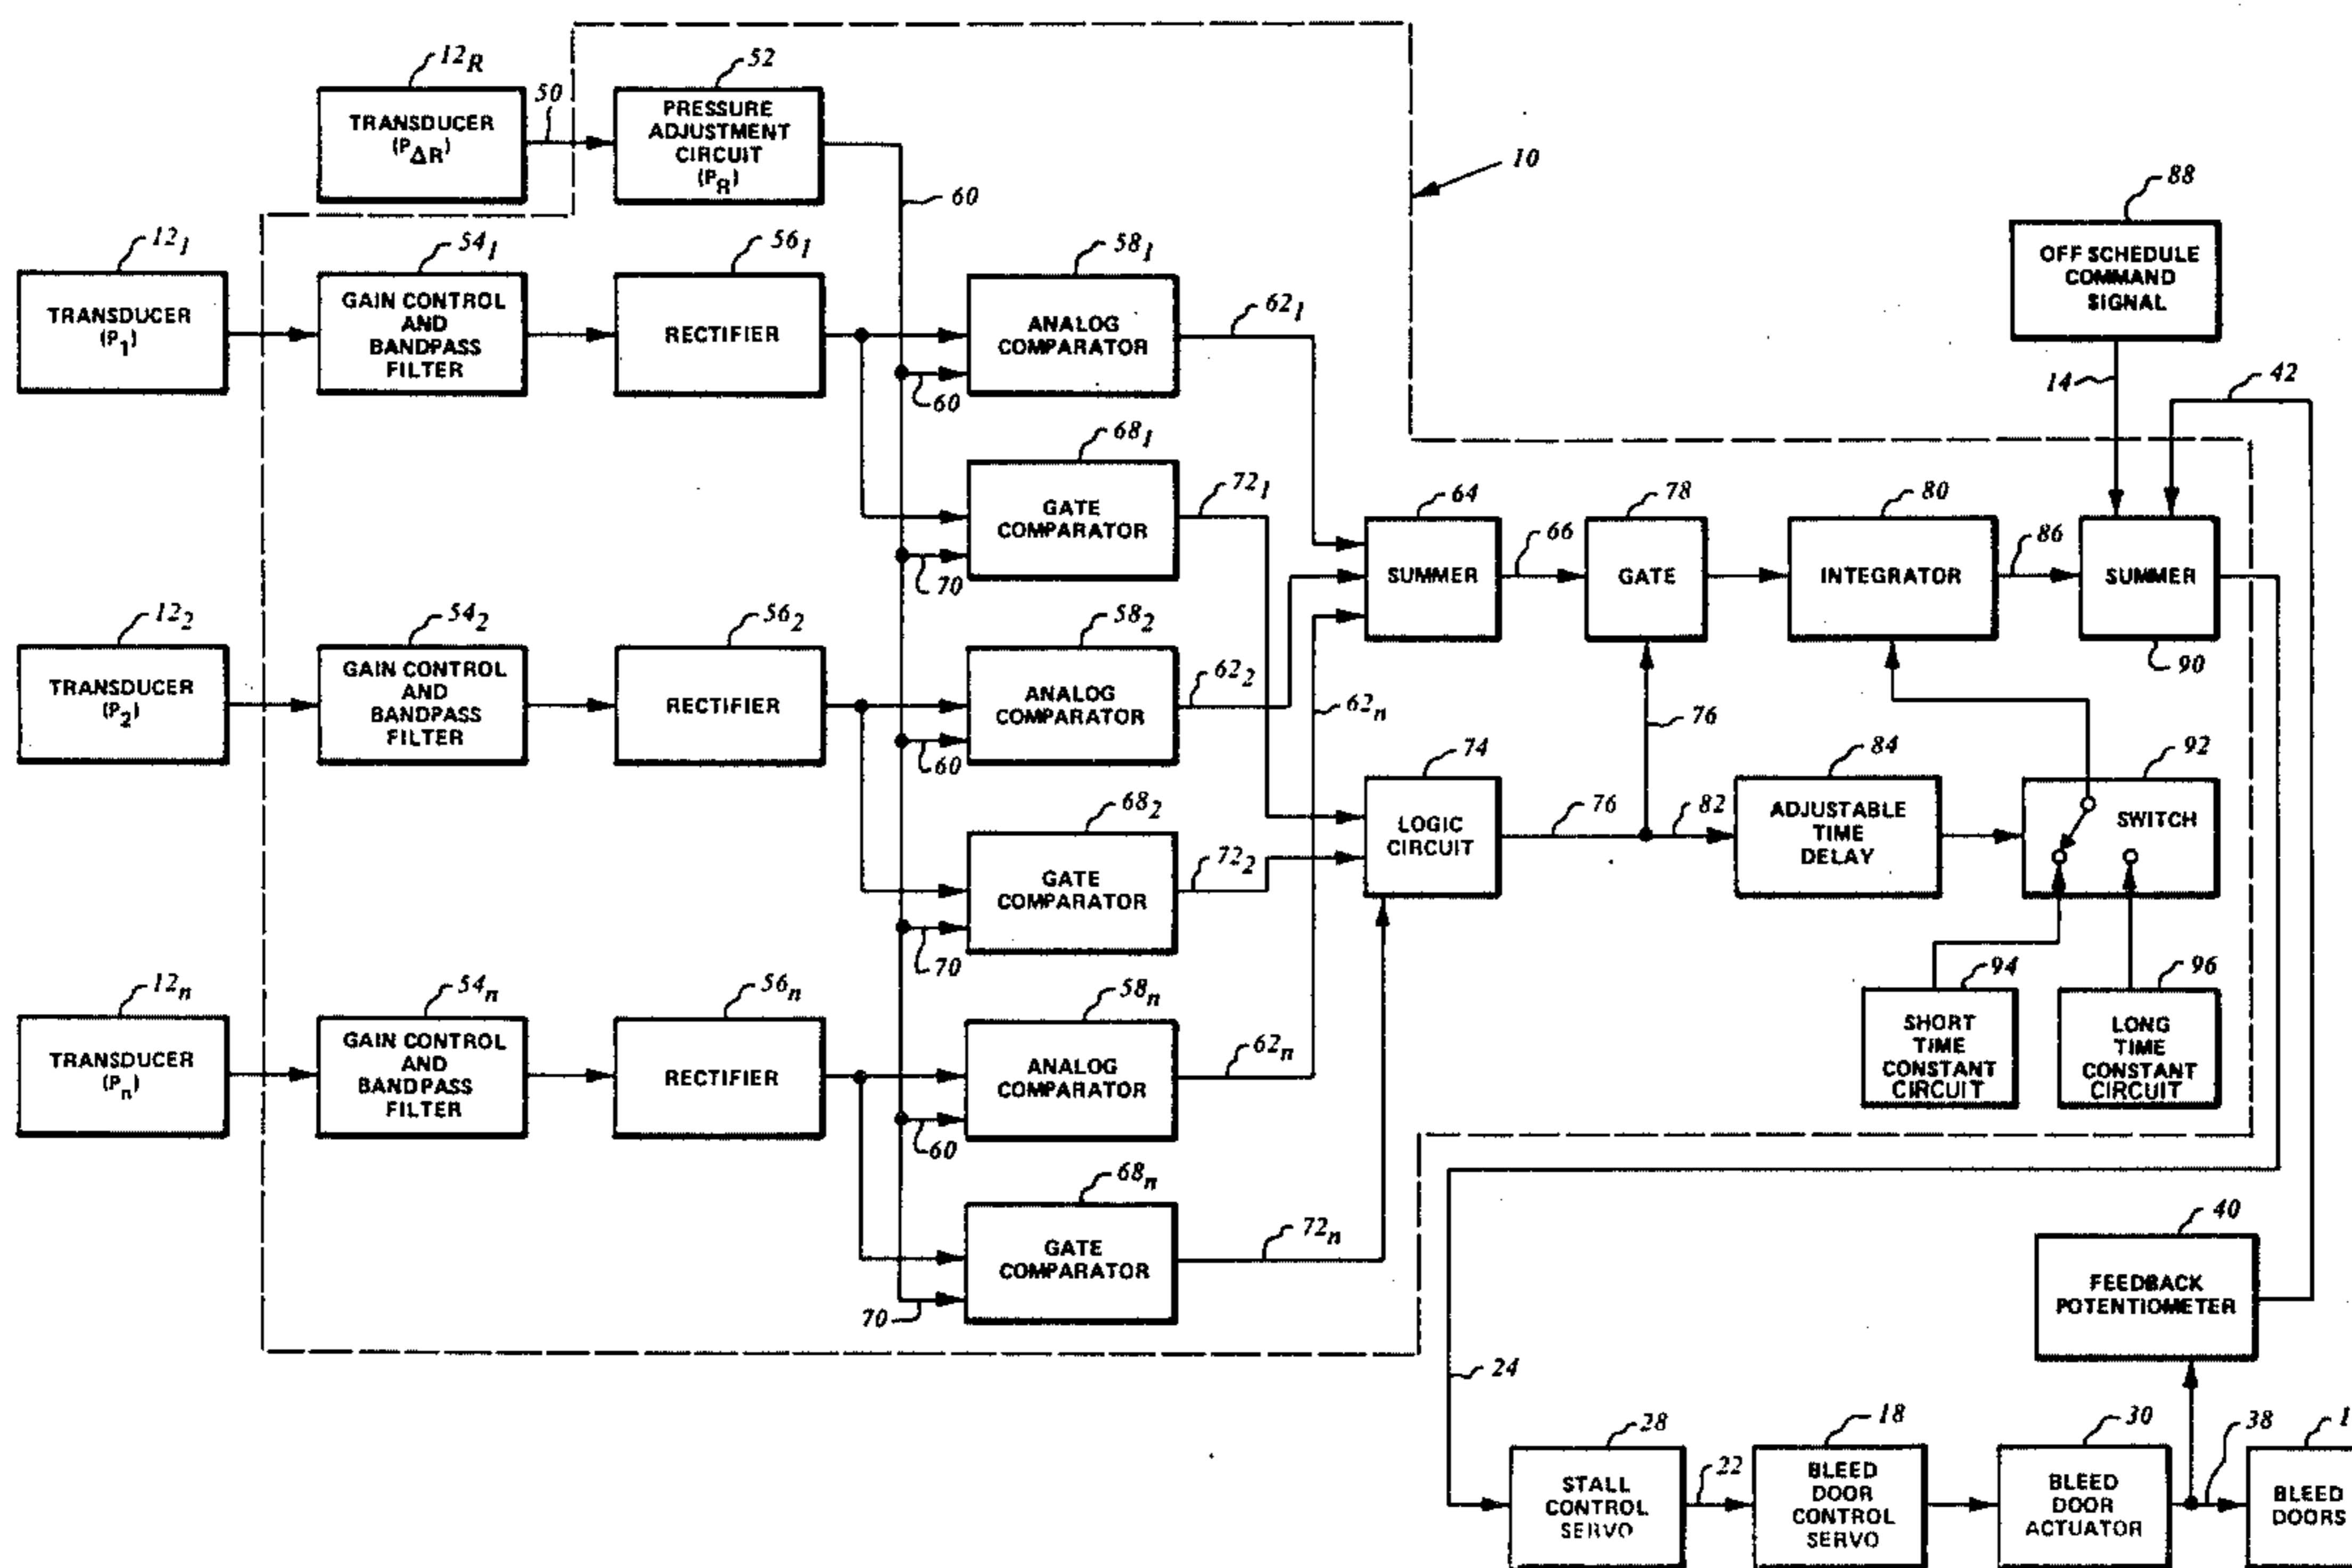 12R
52
50
TRANSDUCER
(PΔR)
PRESSURE
ADJUSTMENT
CIRCUIT
(PR)
10
60
88
OFF SCHEDULE
COMMAND
SIGNAL
14
42
121
541
561
581
TRANSDUCER
(P1)
GAIN CONTROL
AND
BANDPASS
FILTER
RECTIFIER
ANALOG
COMPARATOR
621
60
681
GATE
COMPARATOR
721
70
64
SUMMER
66
78
GATE
80
INTEGRATOR
86
SUMMER
90
122
542
562
582
TRANSDUCER
(P2)
GAIN CONTROL
AND
BANDPASS
FILTER
RECTIFIER
ANALOG
COMPARATOR
622
62n
60
76
682
GATE
COMPARATOR
722
70
74
LOGIC
CIRCUIT
76
82
84
ADJUSTABLE
TIME
DELAY
92
SWITCH
94
SHORT
TIME
CONSTANT
CIRCUIT
96
LONG
TIME
CONSTANT
CIRCUIT
12n
54n
56n
58n
TRANSDUCER
(Pn)
GAIN CONTROL
AND
BANDPASS
FILTER
RECTIFIER
ANALOG
COMPARATOR
62n
60
68n
GATE
COMPARATOR
72n
70
40
FEEDBACK
POTENTIOMETER
24
28
STALL
CONTROL
SERVO
22
18
BLEED
DOOR
CONTROL
SERVO
30
BLEED
DOOR
ACTUATOR
38
BLEED
DOORS